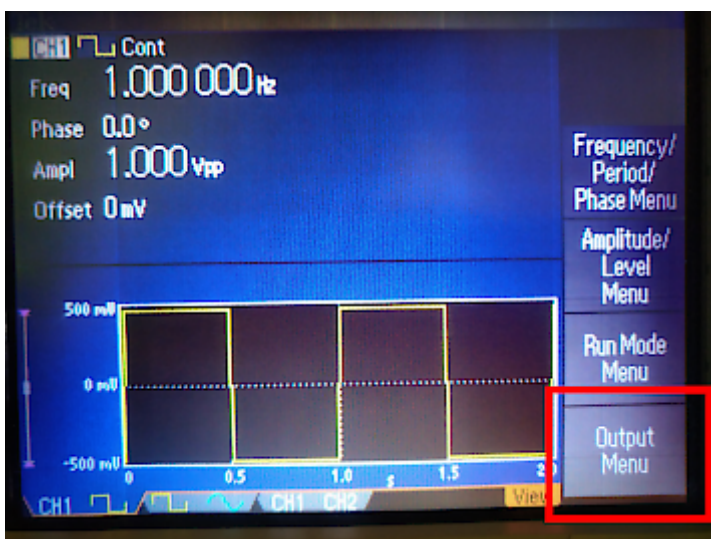 CH1 Cont
Freq 1.000 000 Hz
Phase 0.0°
Ampl 1.000 Vpp
Offset 0 mV
Frequency/
Period/
Phase Menu
Amplitude/
Level
Menu
Run Mode
Menu
Output
Menu
500 mV
0 mV
-500 mV
0 0.5 1.0 s 1.5 2.0
CH1 CH1 CH2 View